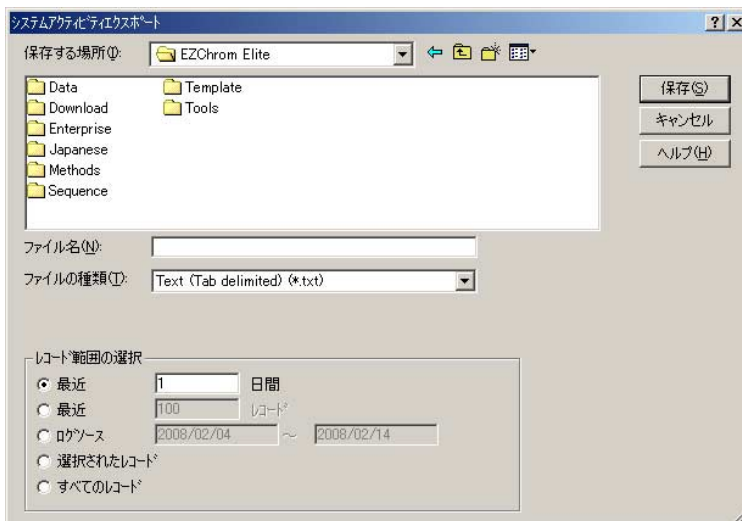 システムアクティビティエクスポート
保存する場所(I):
EZChrom Elite
Data
Download
Enterprise
Japanese
Methods
Sequence
Template
Tools
保存(S)
キャンセル
ヘルプ(H)
ファイル名(N):
ファイルの種類(T):
Text (Tab delimited) (*.txt)
レコード範囲の選択
最近 1 日間
最近 100 レコード
ログソース 2008/02/04 ～ 2008/02/14
選択されたレコード
すべてのレコード